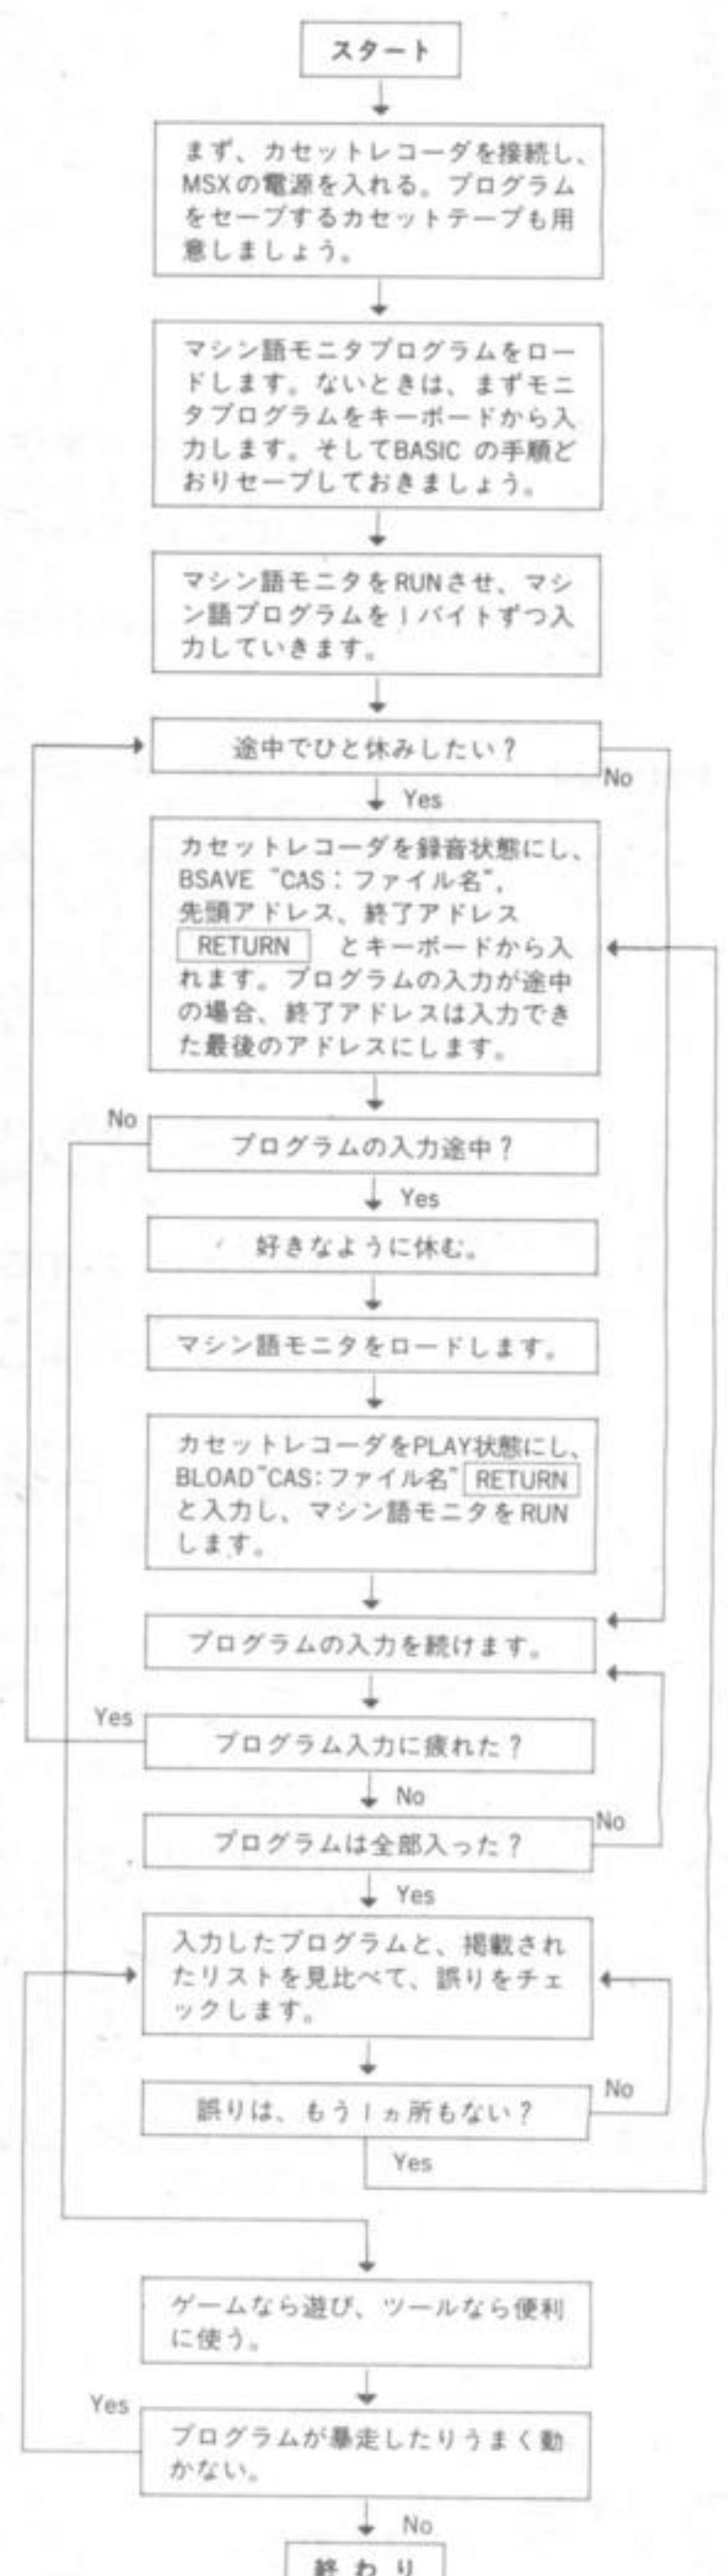 スタート
まず、カセットレコーダを接続し、
MSXの電源を入れる。プログラム
をセーブするカセットテープも用
意しましょう。
マシン語モニタプログラムをロー
ドします。ないときは、まずモニ
タプログラムをキーボードから入
力します。そしてBASIC の手順ど
おりセーブしておきましょう。
マシン語モニタをRUNさせ、マシ
ン語プログラムを1バイトずつ入
力していきます。
途中でひと休みしたい？
No
Yes
カセットレコーダを録音状態にし、
BSAVE "CAS：ファイル名",
先頭アドレス、終了アドレス
RETURN とキーボードから入
れます。プログラムの入力が途中
の場合、終了アドレスは入力でき
た最後のアドレスにします。
No
プログラムの入力途中？
Yes
好きなように休む。
マシン語モニタをロードします。
カセットレコーダをPLAY状態にし、
BLOAD"CAS:ファイル名" RETURN
と入力し、マシン語モニタをRUN
します。
プログラムの入力を続けます。
Yes
プログラム入力に疲れた？
No
No
プログラムは全部入った？
Yes
入力したプログラムと、掲載され
たリストを見比べて、誤りをチェ
ックします。
No
誤りは、もう1ヵ所もない？
Yes
ゲームなら遊び、ツールなら便利
に使う。
Yes
プログラムが暴走したりうまく動
かない。
No
終わり